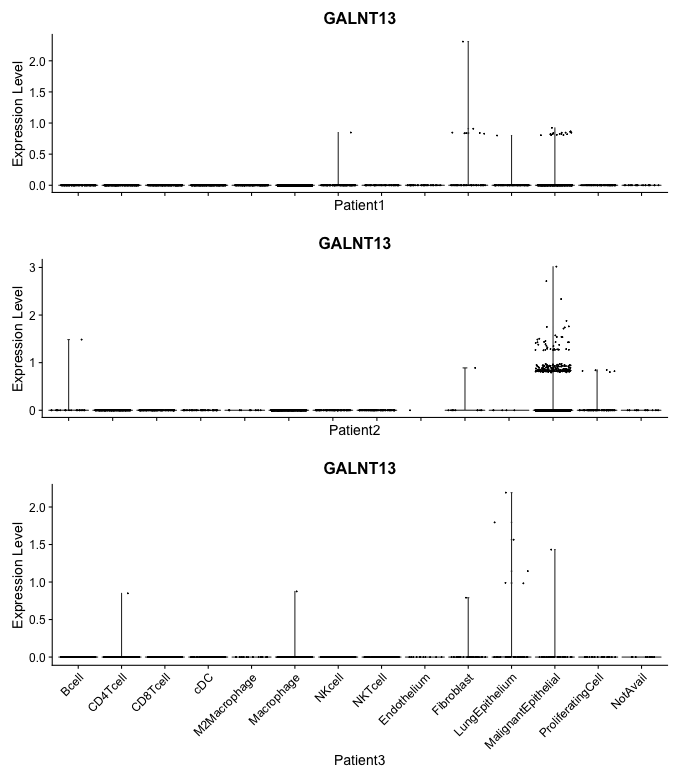 GALNT13
Expression Level
2.0
1.5
1.0
0.5
0.0
Patient1
GALNT13
Expression Level
3
2
1
0
Patient2
GALNT13
Expression Level
2.0
1.5
1.0
0.5
0.0
Bcell
CD4Tcell
CD8Tcell
cDC
M2Macrophage
Macrophage
NKcell
NKTcell
Endothelium
Fibroblast
LungEpithelium
MalignantEpithelial
ProliferatingCell
NotAvail
Patient3